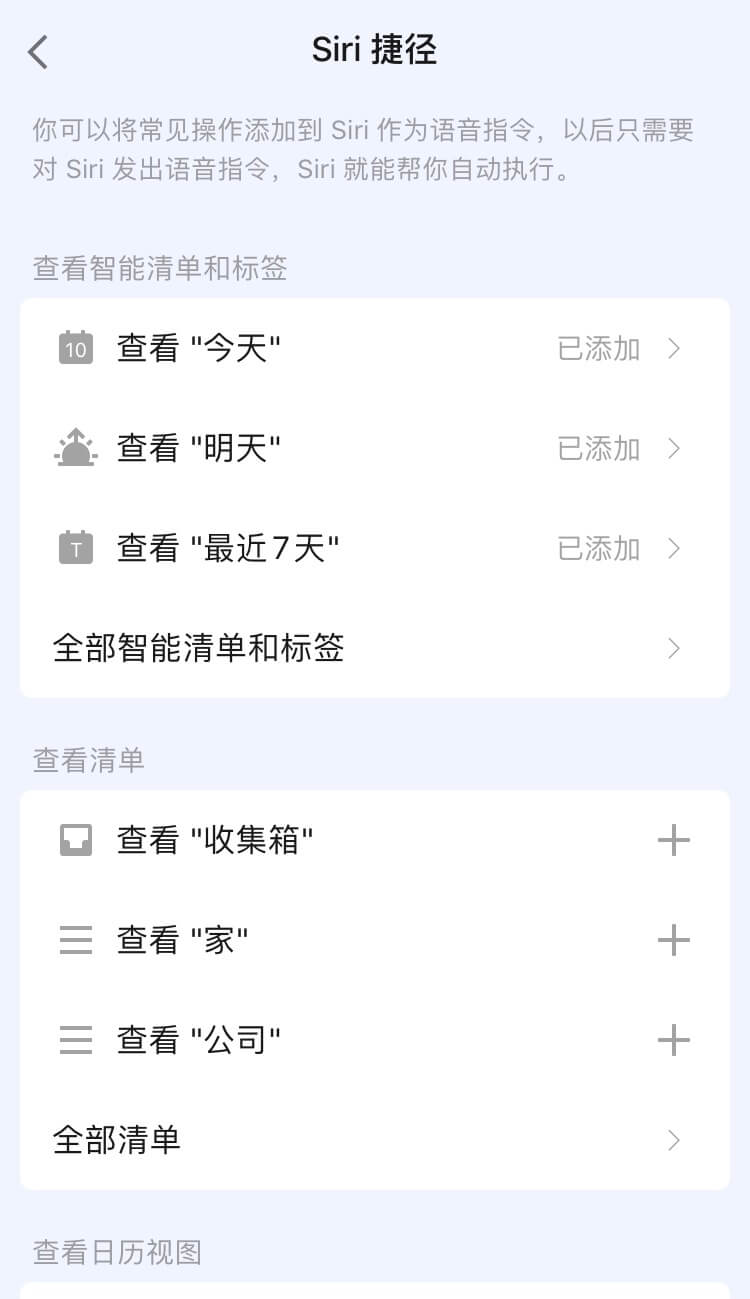 Siri 捷径
你可以将常见操作添加到 Siri 作为语音指令，以后只需要
对 Siri 发出语音指令，Siri 就能帮你自动执行。
查看智能清单和标签
10 查看 "今天" 已添加
查看 "明天" 已添加
T 查看 "最近7天" 已添加
全部智能清单和标签
查看清单
查看 "收集箱"
查看 "家"
查看 "公司"
全部清单
查看日历视图